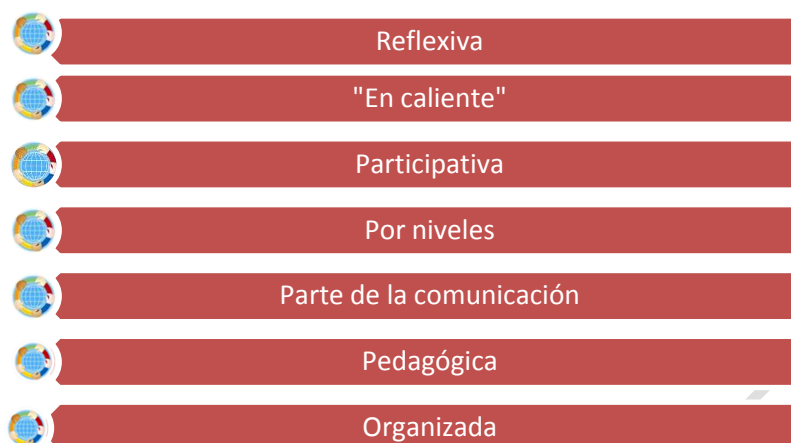 Reflexiva
"En caliente"
Participativa
Por niveles
Parte de la comunicación
Pedagógica
Organizada